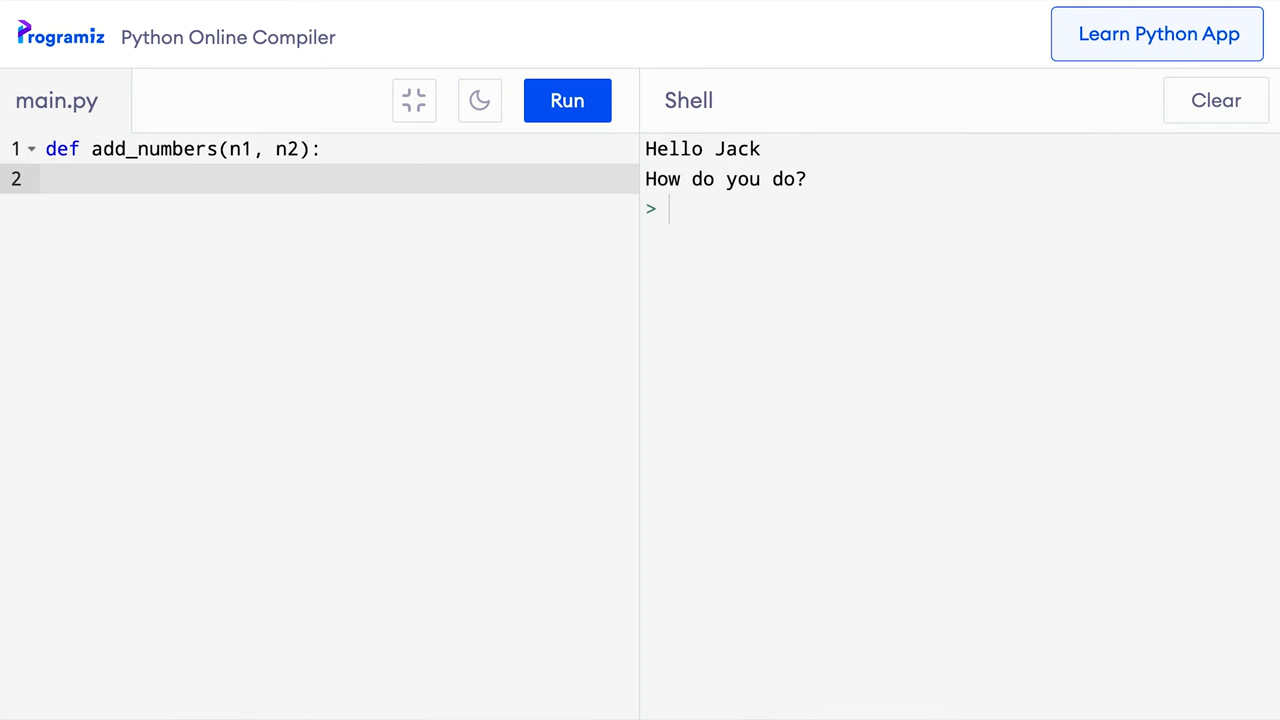 Programiz Python Online Compiler
Learn Python App
main.py
Run
Shell
Clear
1 def add_numbers(n1, n2):
2
Hello Jack
How do you do?
>